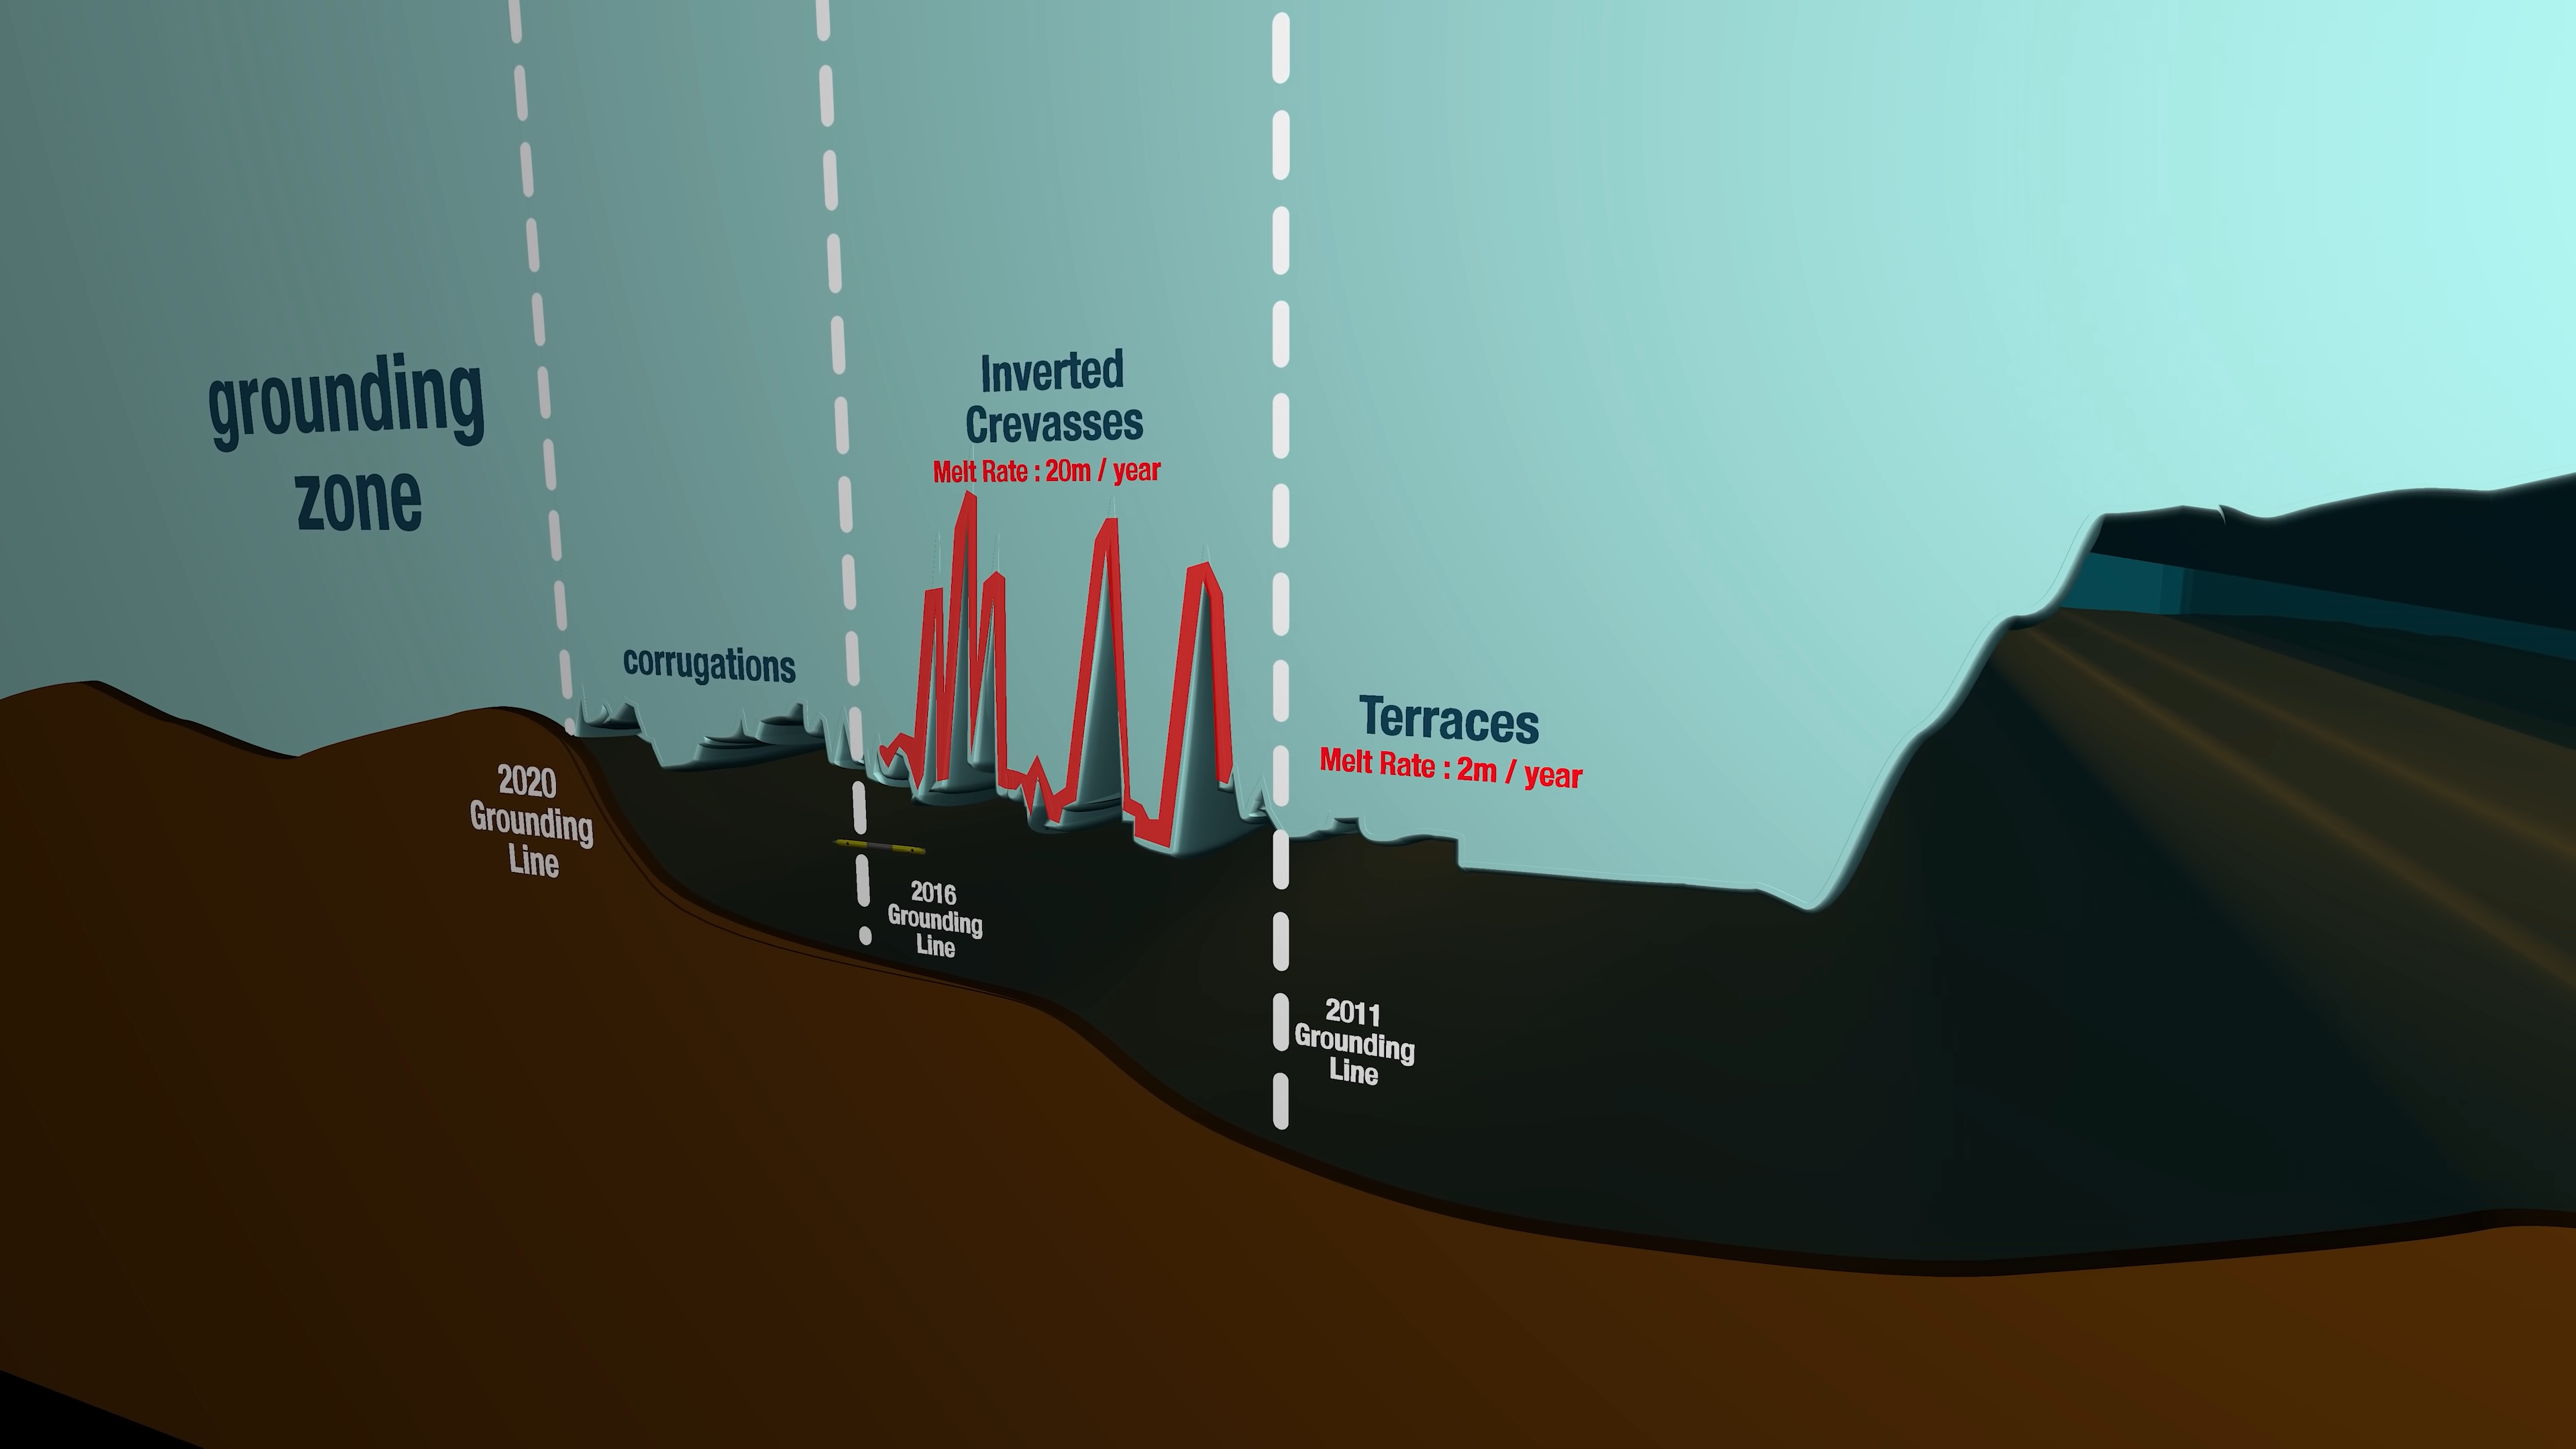 grounding
zone
corrugations
Inverted
Crevasses
Melt Rate : 20m / year
Terraces
Melt Rate : 2m / year
2020
Grounding
Line
2016
Grounding
Line
2011
Grounding
Line